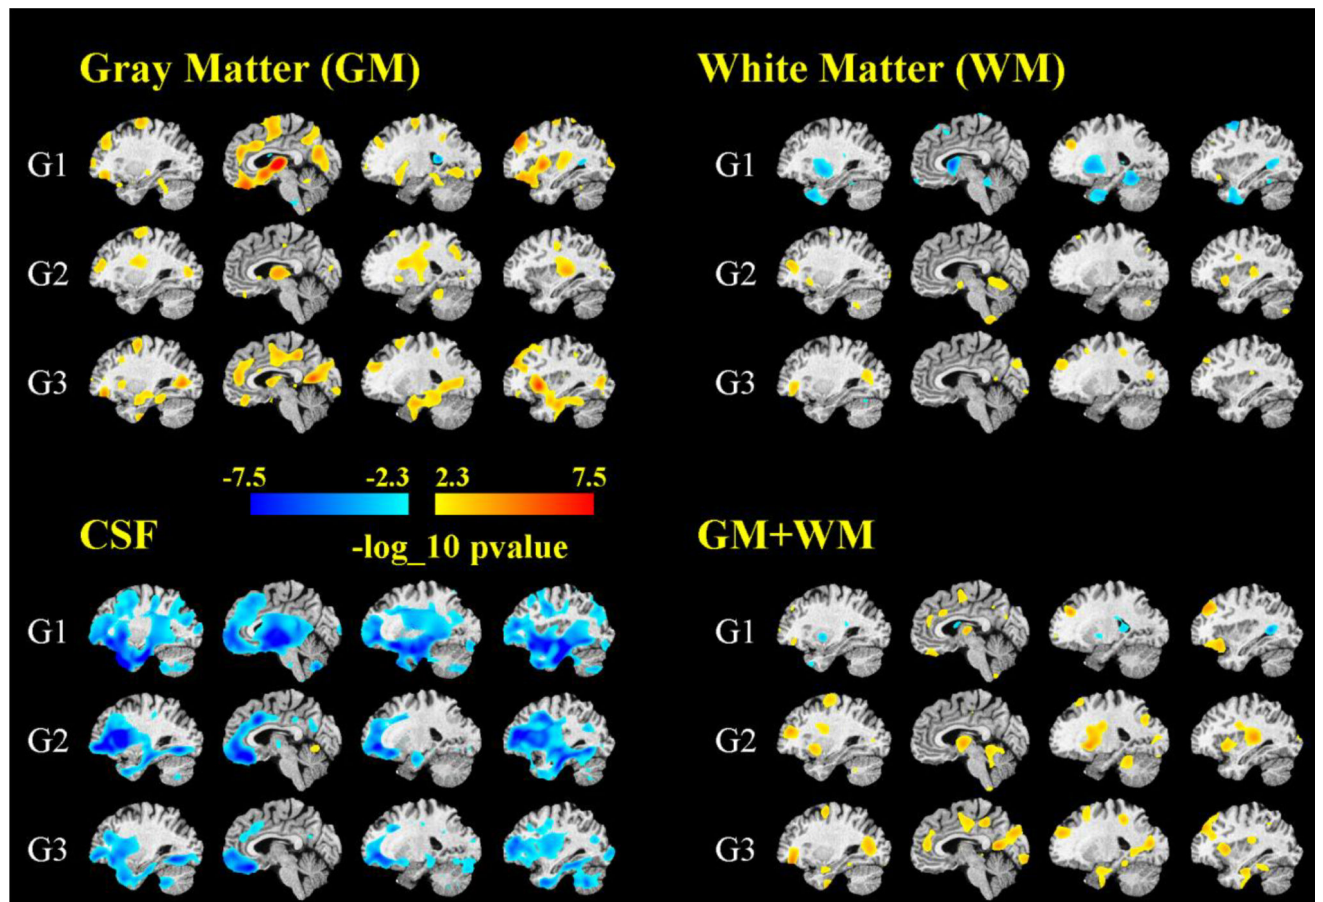 Gray Matter (GM)
G1
G2
G3
White Matter (WM)
G1
G2
G3
-7.5 -2.3 2.3 7.5
-log_10 pvalue
CSF
G1
G2
G3
GM+WM
G1
G2
G3